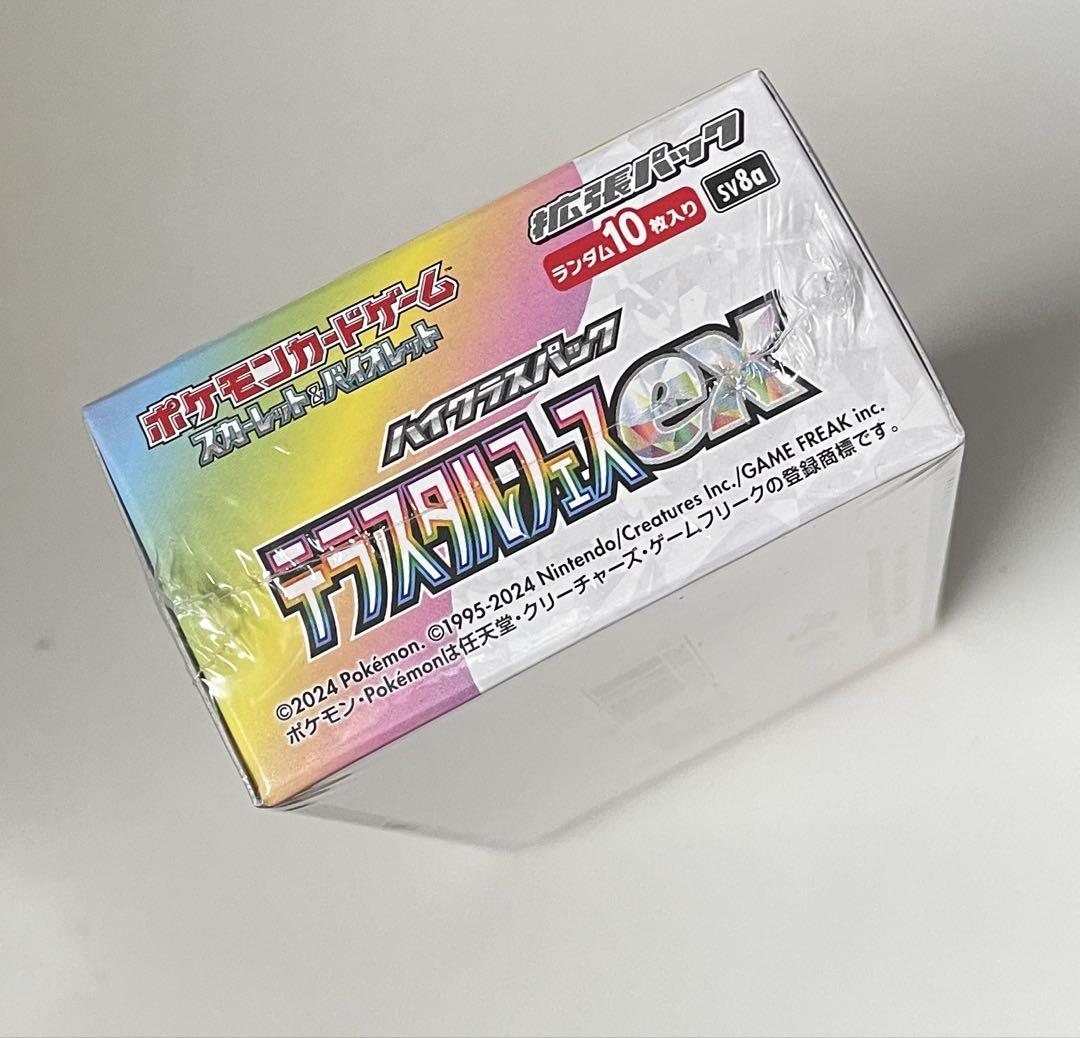 拡張パック
ランダム10枚入り
SV8a
ポケモンカードゲーム
スカーレット&バイオレット
ハイクラスパック
テラスタルフェスex
©2024 Pokémon. ©1995-2024 Nintendo/Creatures Inc./GAME FREAK inc.
ポケモン・Pokémonは任天堂・クリーチャーズ・ゲームフリークの登録商標です。